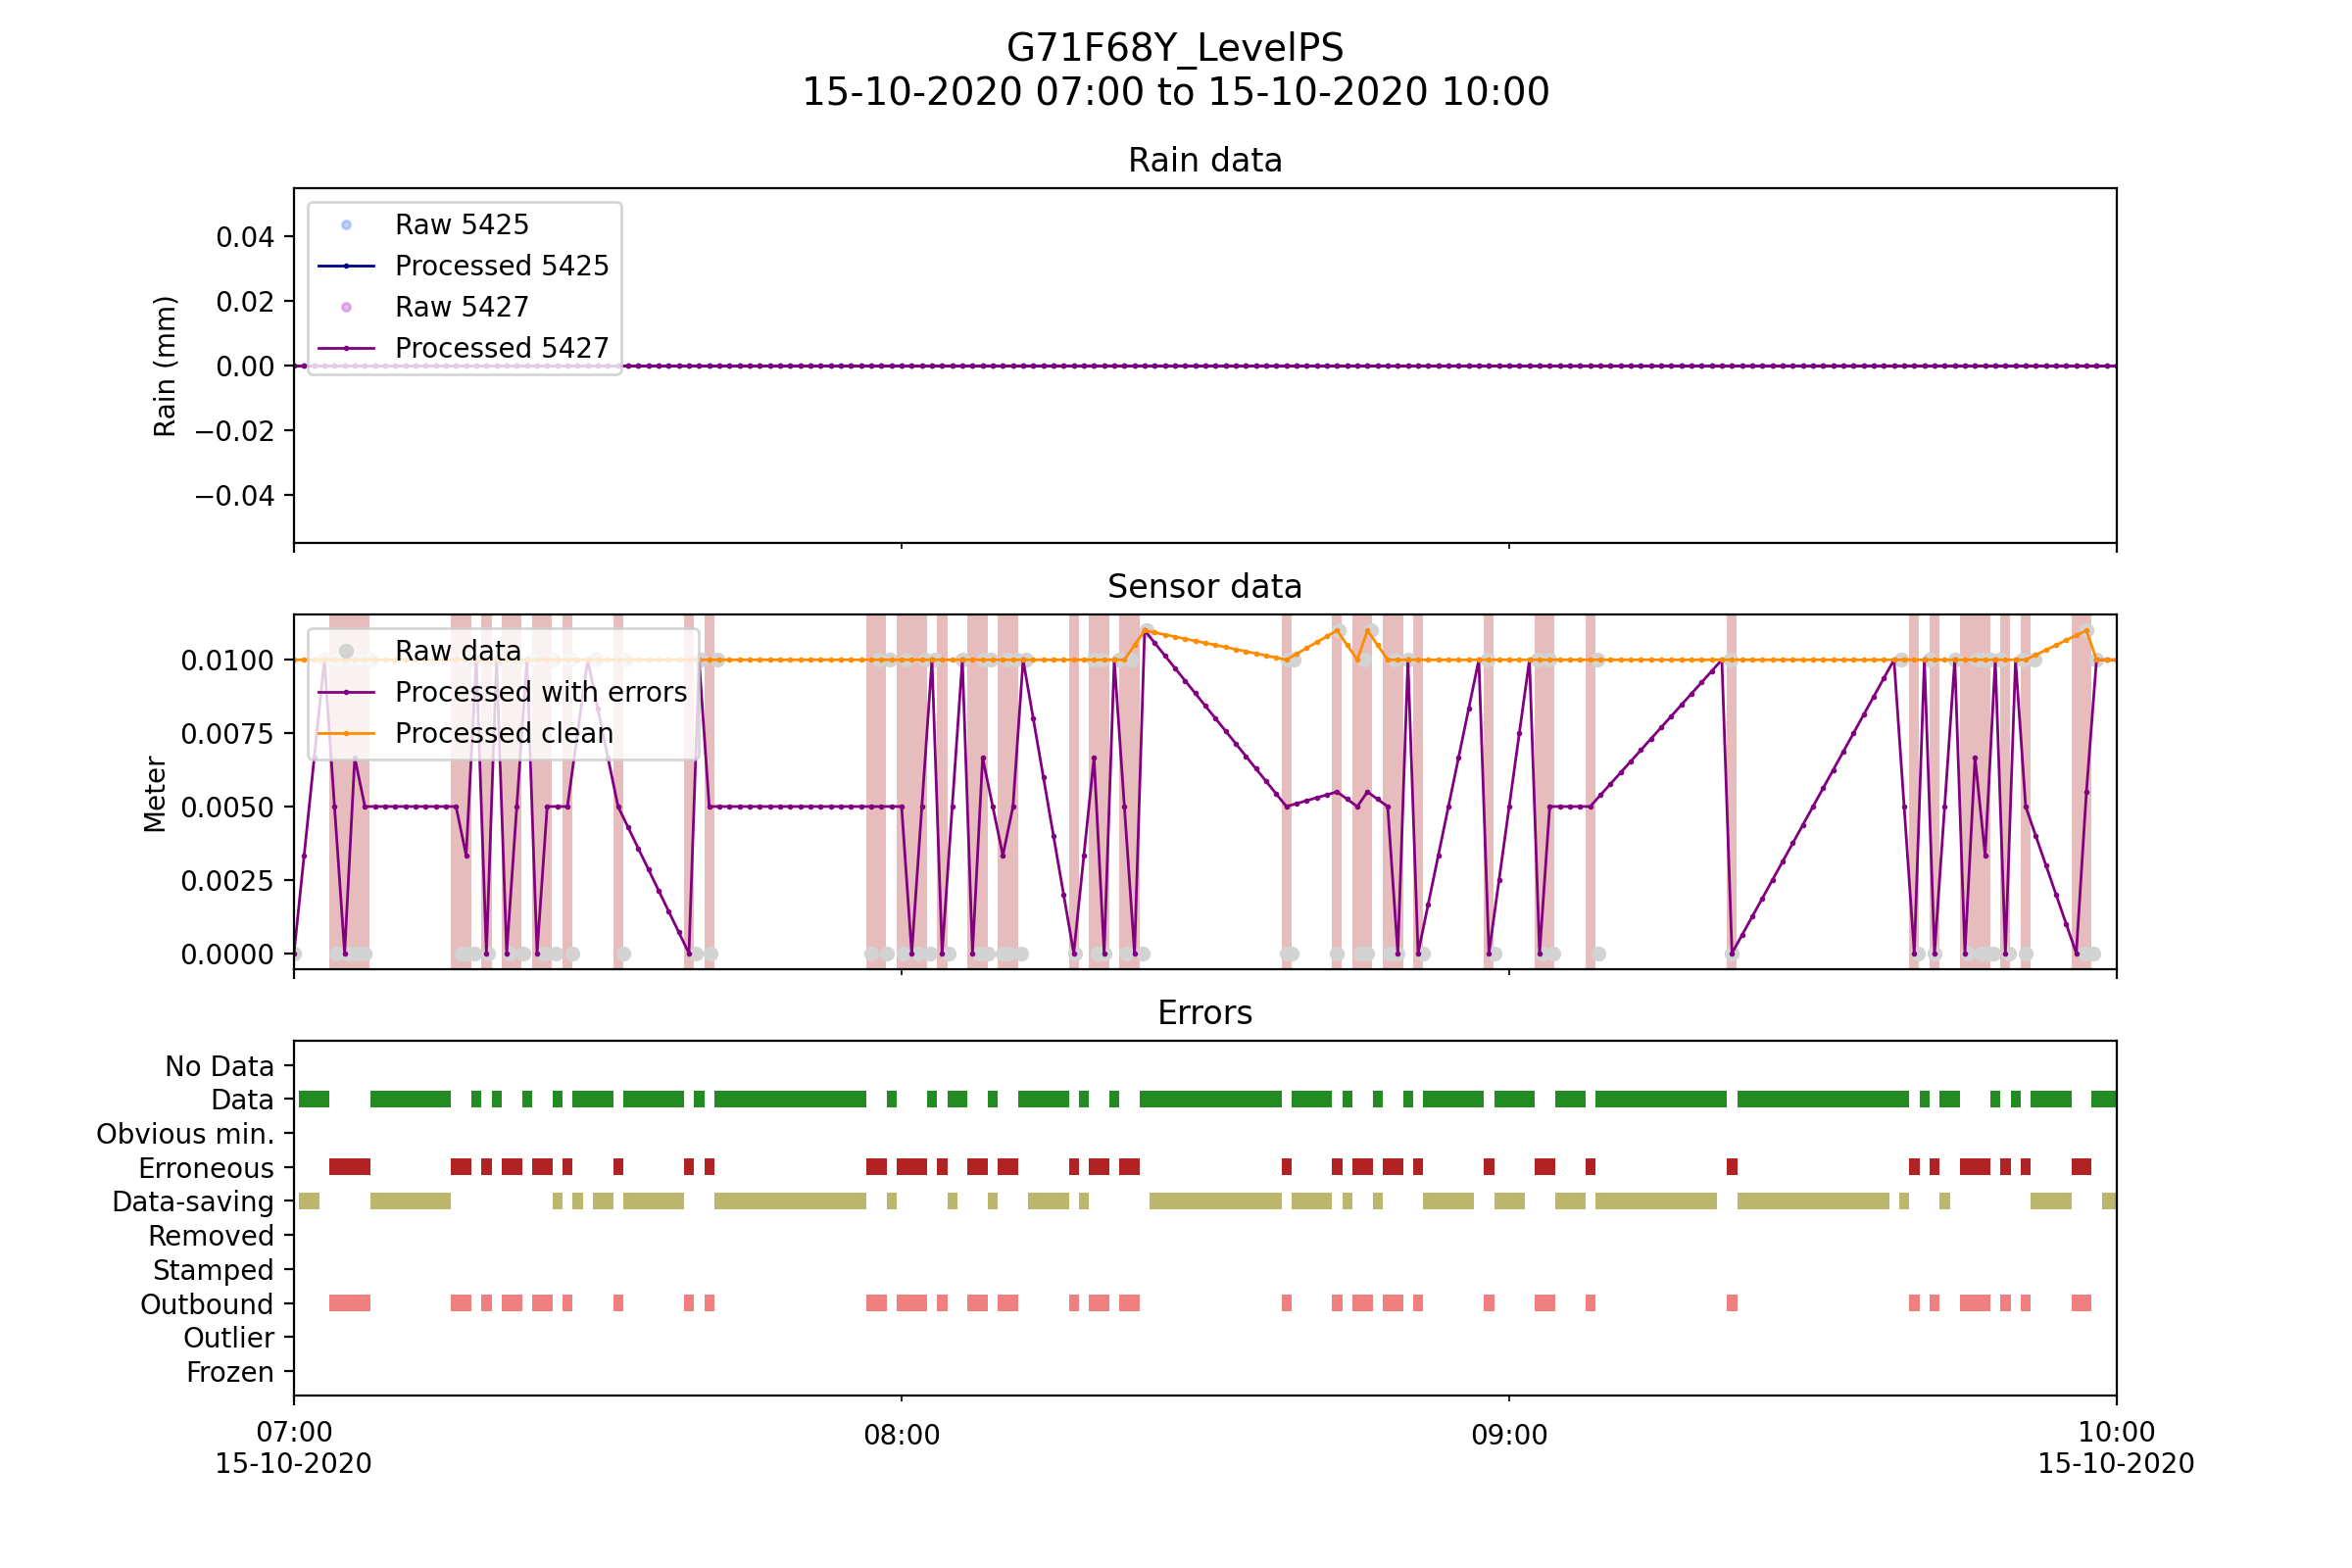 G71F68Y_LevelPS
15-10-2020 07:00 to 15-10-2020 10:00
Rain data
Raw 5425
Processed 5425
Raw 5427
Processed 5427
0.04
0.02
0.00
−0.02
−0.04
Rain (mm)
Sensor data
Raw data
Processed with errors
Processed clean
0.0100
0.0075
0.0050
0.0025
0.0000
Meter
Errors
No Data
Data
Obvious min.
Erroneous
Data-saving
Removed
Stamped
Outbound
Outlier
Frozen
07:00
15-10-2020
08:00
09:00
10:00
15-10-2020